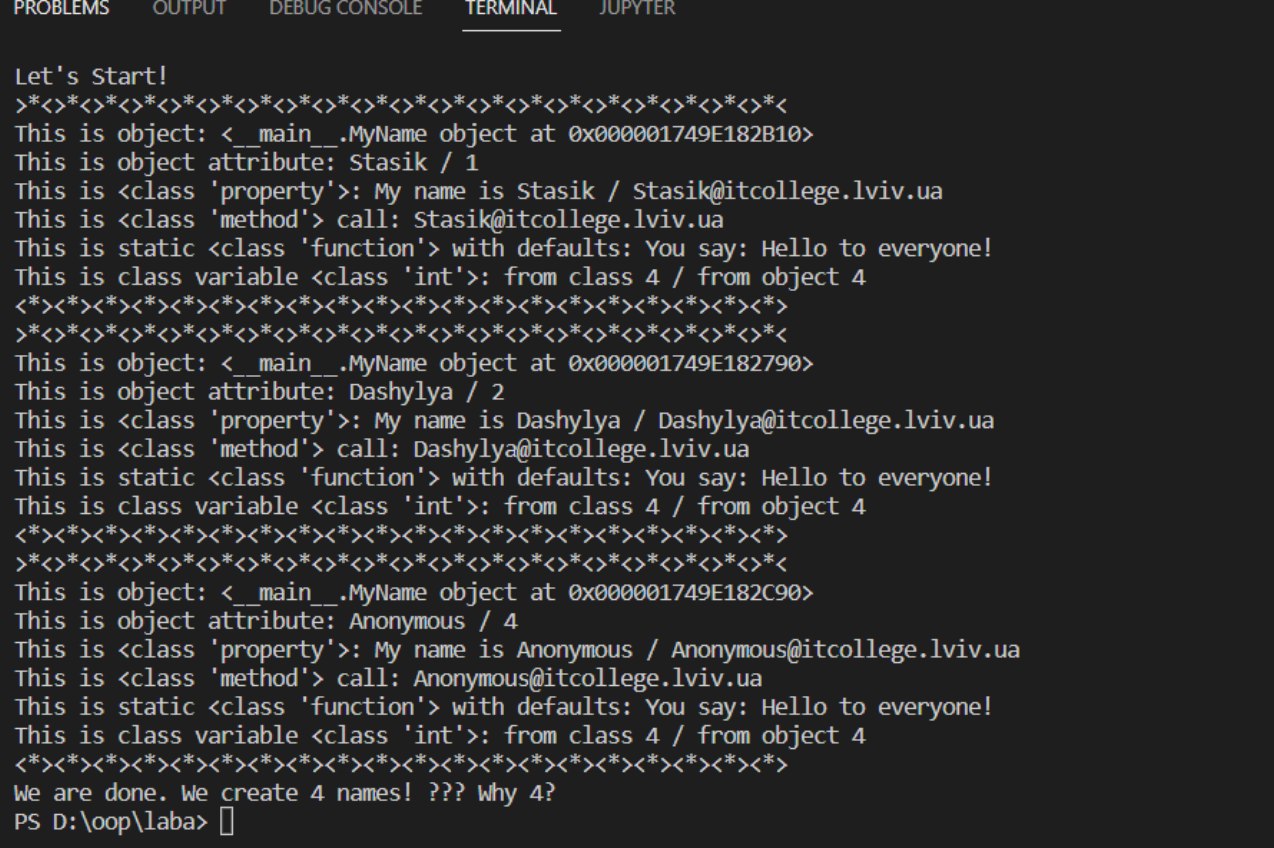 PROBLEMS OUTPUT DEBUG CONSOLE TERMINAL JUPYTER
Let's Start!
>*<>*<>*<>*<>*<>*<>*<>*<>*<>*<>*<>*<>*<>*<>*<>*<>*<>*<>*<>*<
This is object: <__main__.MyName object at 0x000001749E182B10>
This is object attribute: Stasik / 1
This is <class 'property'>: My name is Stasik / Stasik@itcollege.lviv.ua
This is <class 'method'> call: Stasik@itcollege.lviv.ua
This is static <class 'function'> with defaults: You say: Hello to everyone!
This is class variable <class 'int'>: from class 4 / from object 4
<*><*><*><*><*><*><*><*><*><*><*><*><*><*><*><*><*><*><*><*>
>*<>*<>*<>*<>*<>*<>*<>*<>*<>*<>*<>*<>*<>*<>*<>*<>*<>*<>*<>*<
This is object: <__main__.MyName object at 0x000001749E182790>
This is object attribute: Dashylya / 2
This is <class 'property'>: My name is Dashylya / Dashylya@itcollege.lviv.ua
This is <class 'method'> call: Dashylya@itcollege.lviv.ua
This is static <class 'function'> with defaults: You say: Hello to everyone!
This is class variable <class 'int'>: from class 4 / from object 4
<*><*><*><*><*><*><*><*><*><*><*><*><*><*><*><*><*><*><*><*>
>*<>*<>*<>*<>*<>*<>*<>*<>*<>*<>*<>*<>*<>*<>*<>*<>*<>*<>*<>*<
This is object: <__main__.MyName object at 0x000001749E182C90>
This is object attribute: Anonymous / 4
This is <class 'property'>: My name is Anonymous / Anonymous@itcollege.lviv.ua
This is <class 'method'> call: Anonymous@itcollege.lviv.ua
This is static <class 'function'> with defaults: You say: Hello to everyone!
This is class variable <class 'int'>: from class 4 / from object 4
<*><*><*><*><*><*><*><*><*><*><*><*><*><*><*><*><*><*><*><*>
We are done. We create 4 names! ??? Why 4?
PS D:\oop\laba>